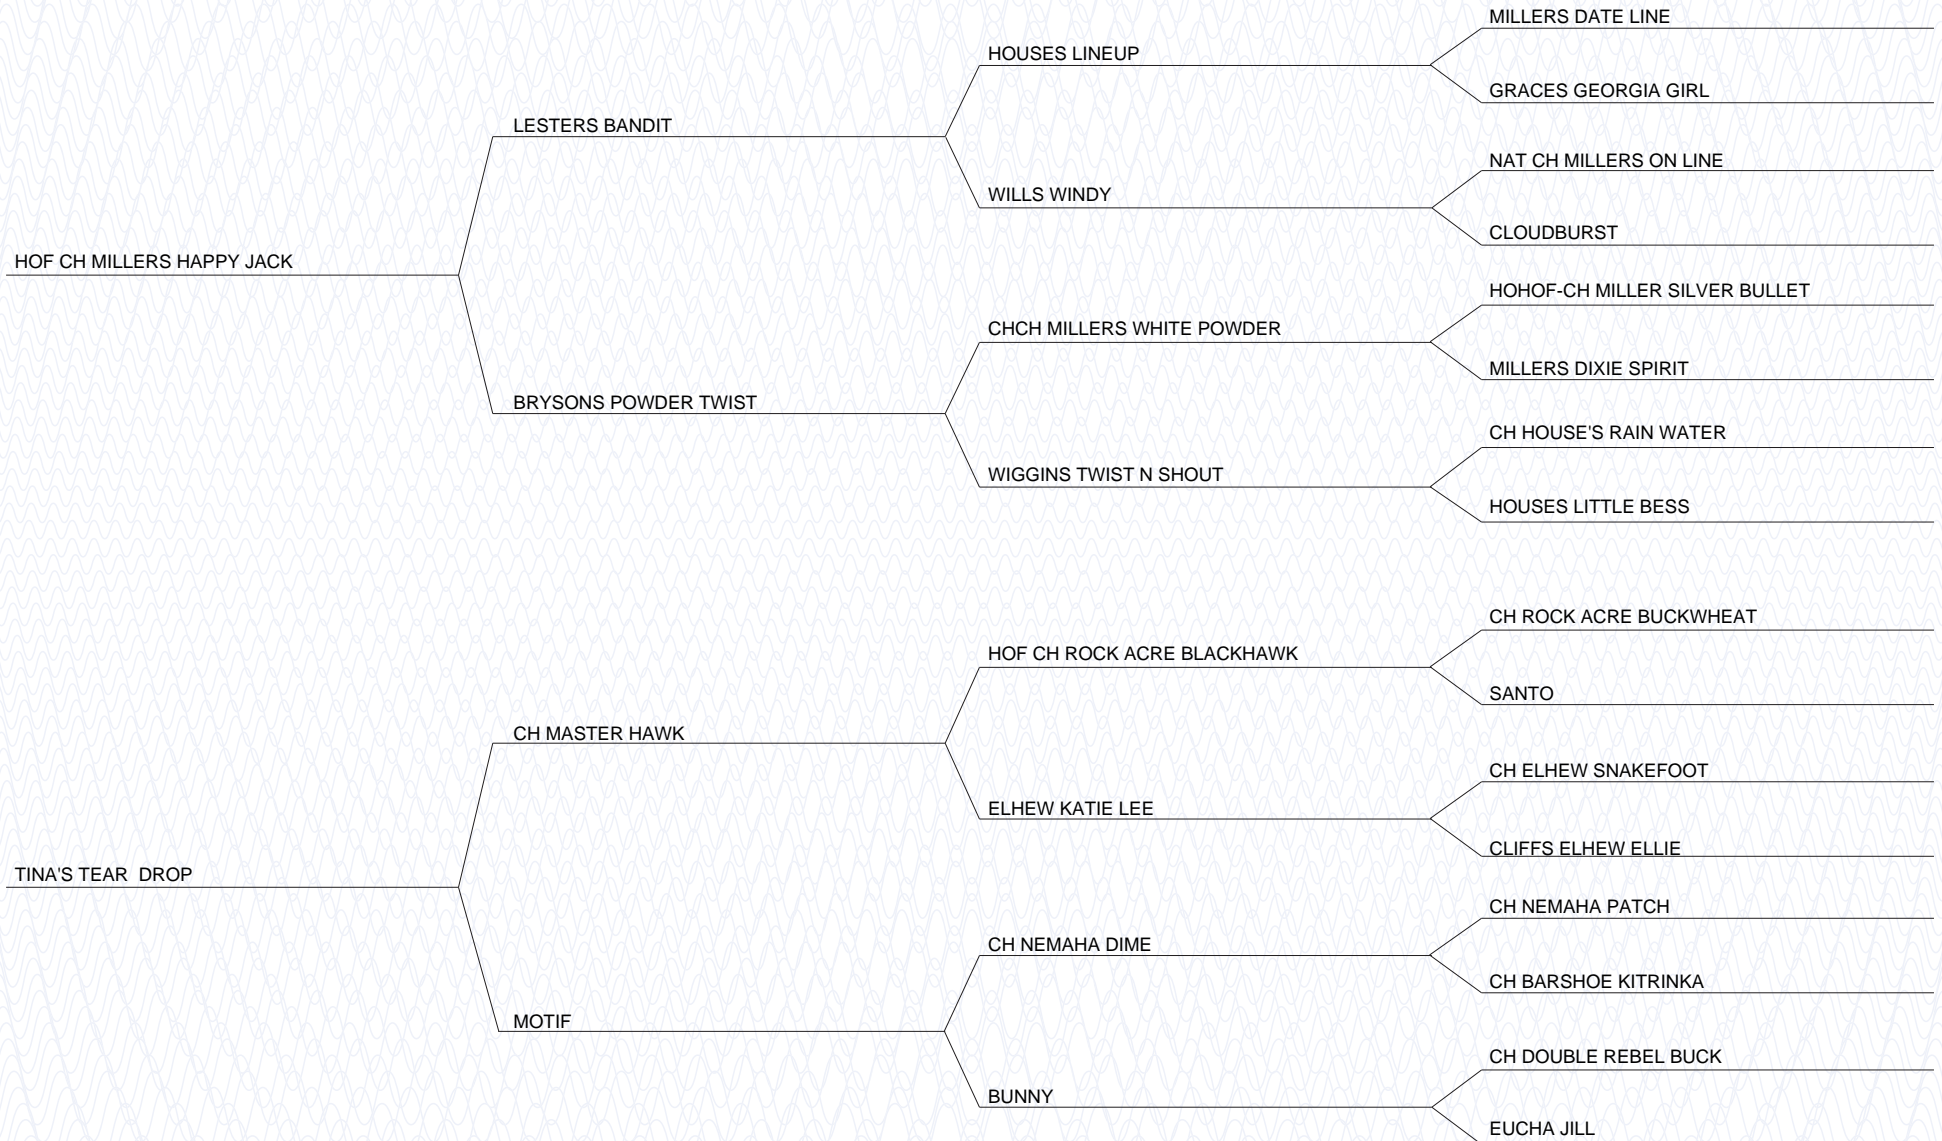 MILLERS DATE LINE
HOUSES LINEUP
GRACES GEORGIA GIRL
LESTERS BANDIT
NAT CH MILLERS ON LINE
WILLS WINDY
CLOUDBURST
HOF CH MILLERS HAPPY JACK
HOHOF-CH MILLER SILVER BULLET
CHCH MILLERS WHITE POWDER
MILLERS DIXIE SPIRIT
BRYSONS POWDER TWIST
CH HOUSE'S RAIN WATER
WIGGINS TWIST N SHOUT
HOUSES LITTLE BESS
CH ROCK ACRE BUCKWHEAT
HOF CH ROCK ACRE BLACKHAWK
SANTO
CH MASTER HAWK
CH ELHEW SNAKEFOOT
ELHEW KATIE LEE
CLIFFS ELHEW ELLIE
TINA'S TEAR  DROP
CH NEMAHA PATCH
CH NEMAHA DIME
CH BARSHOE KITRINKA
MOTIF
CH DOUBLE REBEL BUCK
BUNNY
EUCHA JILL